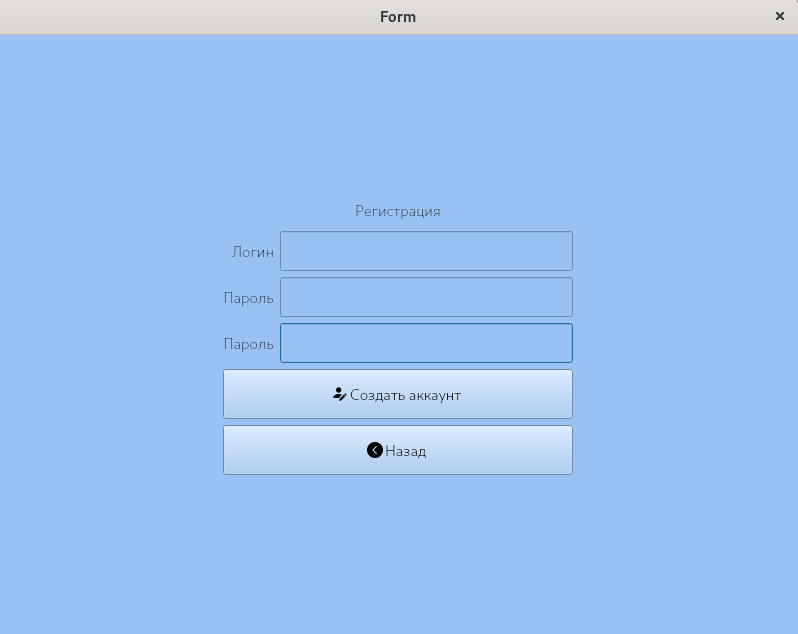 Form
Регистрация
Логин
Пароль
Пароль
Создать аккаунт
Назад